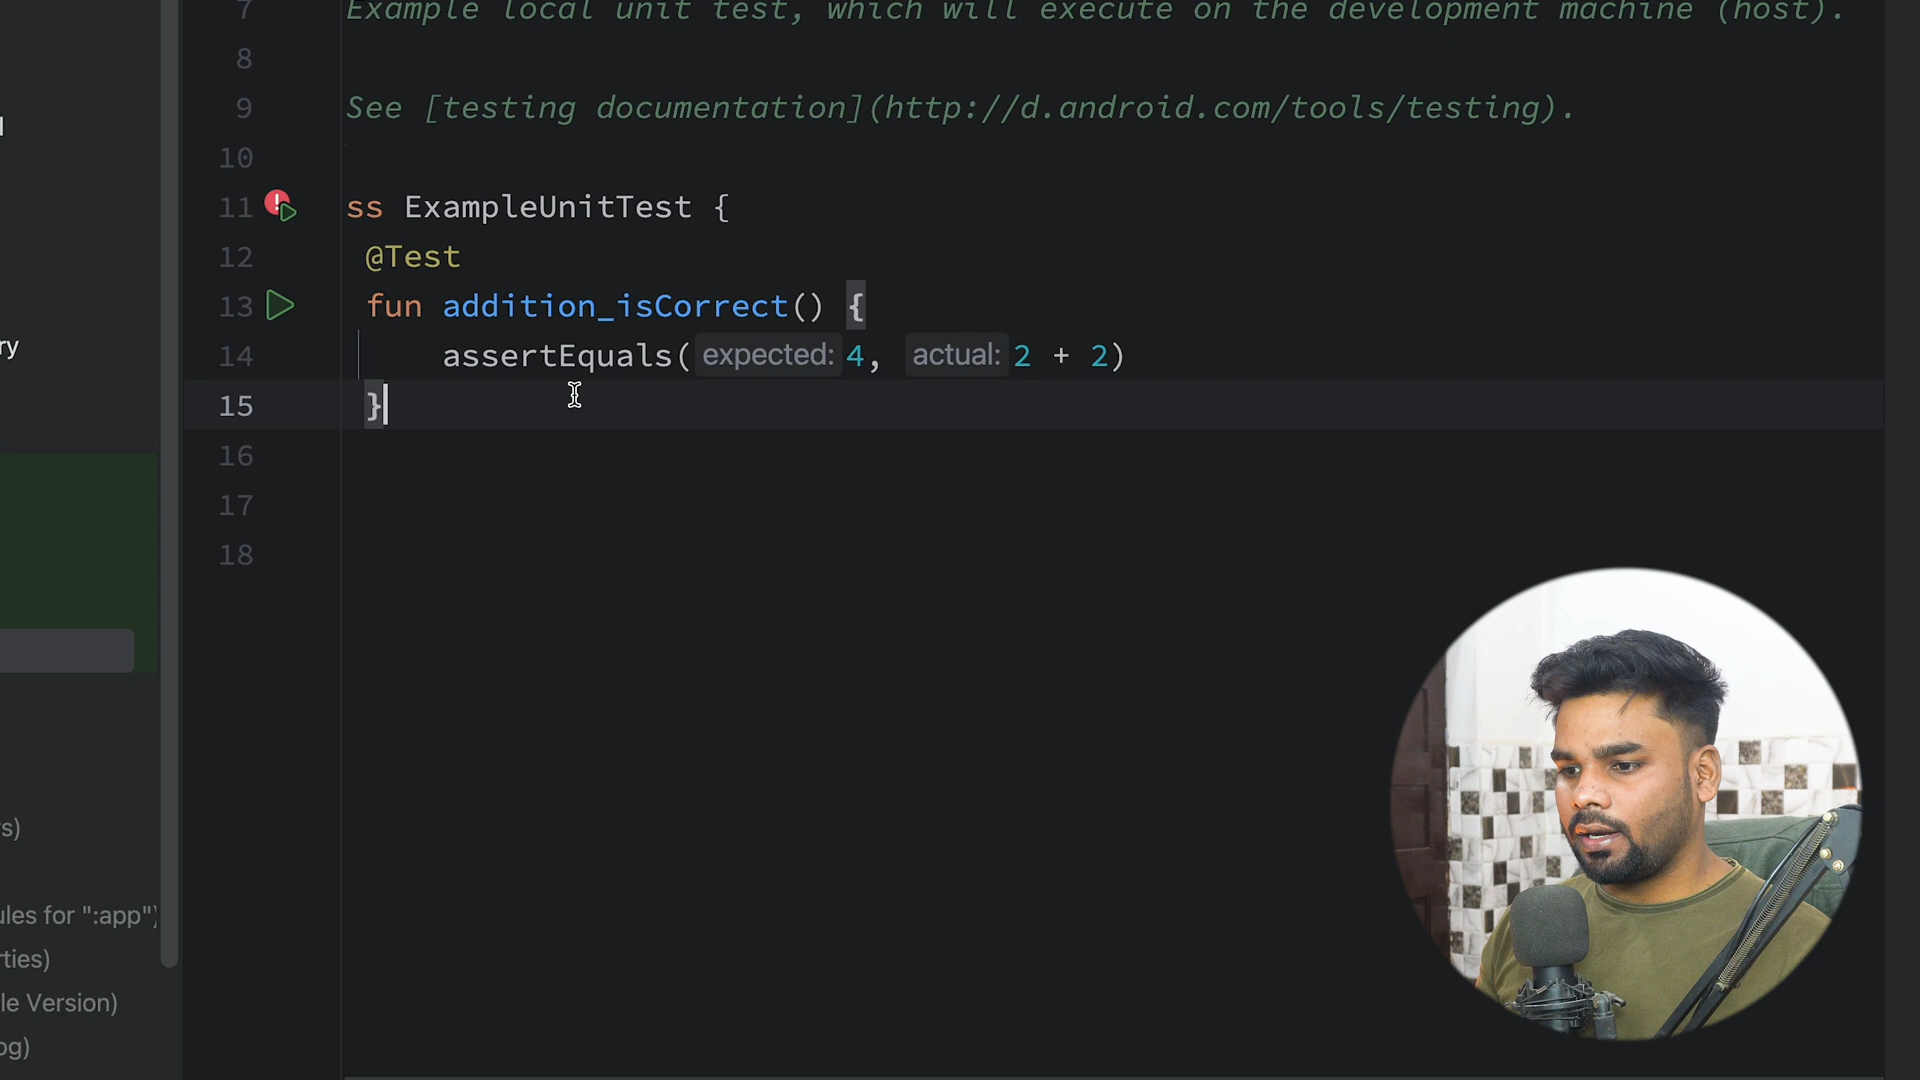 7 Example local unit test, which will execute on the development machine (host).
8
9 See [testing documentation](http://d.android.com/tools/testing).
10
11 ss ExampleUnitTest {
12 @Test
13 fun addition_isCorrect() {
14 assertEquals( expected: 4, actual: 2 + 2)
15 }
16
17
18
ry
s)
ules for ":app")
rties)
le Version)
og)